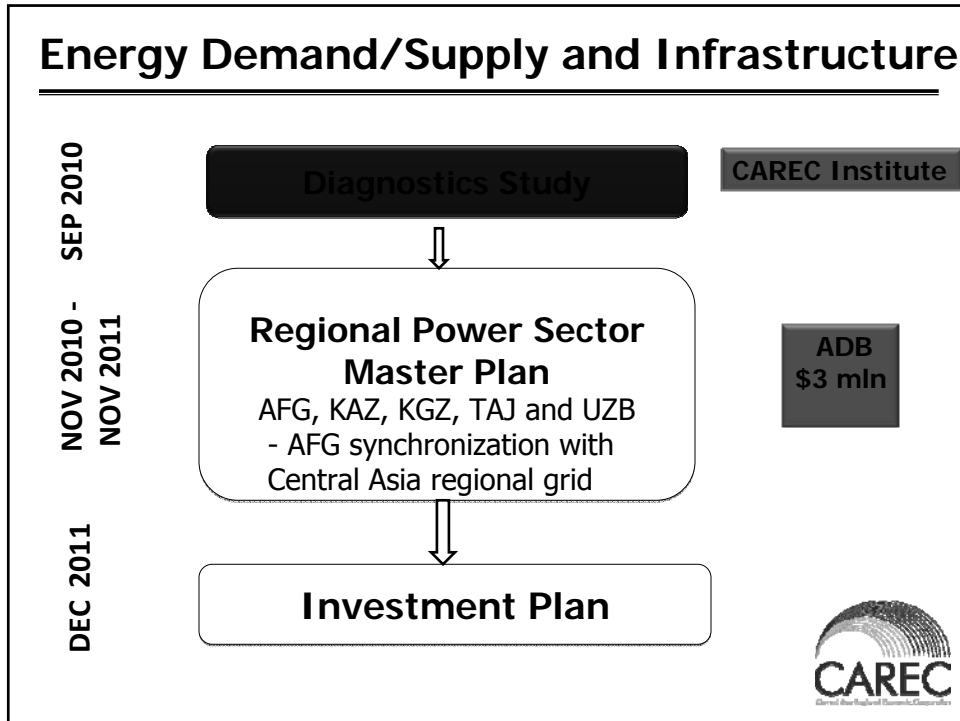 Energy Demand/Supply and Infrastructure
SEP 2010
Diagnostics Study
CAREC Institute
NOV 2010 -
NOV 2011
Regional Power Sector
Master Plan
AFG, KAZ, KGZ, TAJ and UZB
- AFG synchronization with
Central Asia regional grid
ADB
$3 mln
DEC 2011
Investment Plan
CAREC